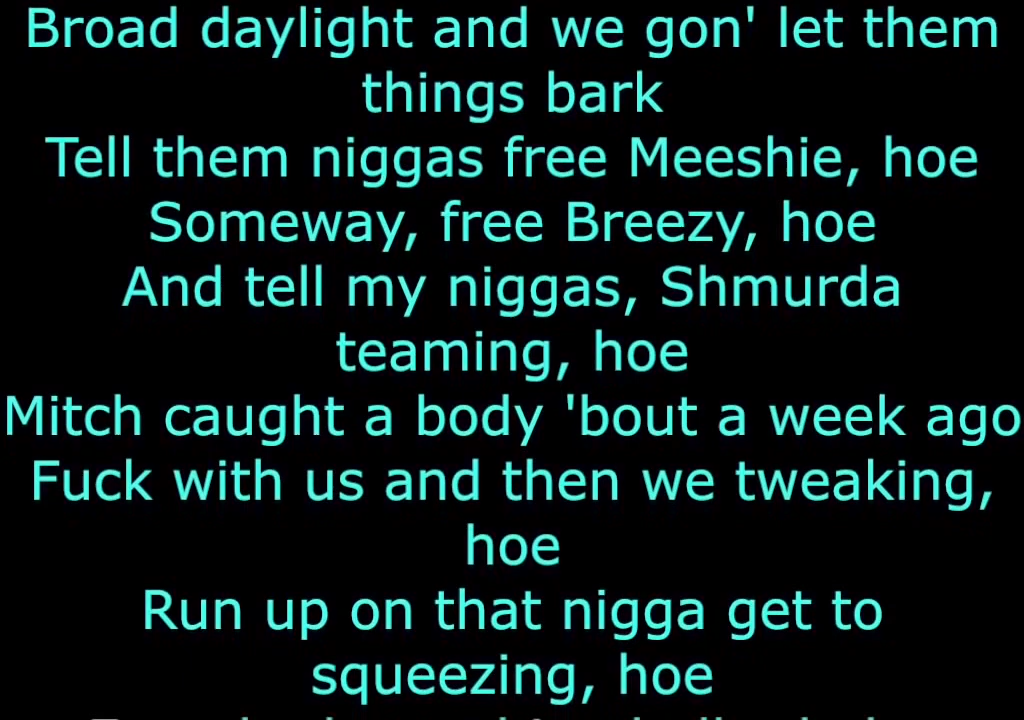 Broad daylight and we gon' let them
things bark
Tell them niggas free Meeshie, hoe
Someway, free Breezy, hoe
And tell my niggas, Shmurda
teaming, hoe
Mitch caught a body 'bout a week ago
Fuck with us and then we tweaking,
hoe
Run up on that nigga get to
squeezing, hoe